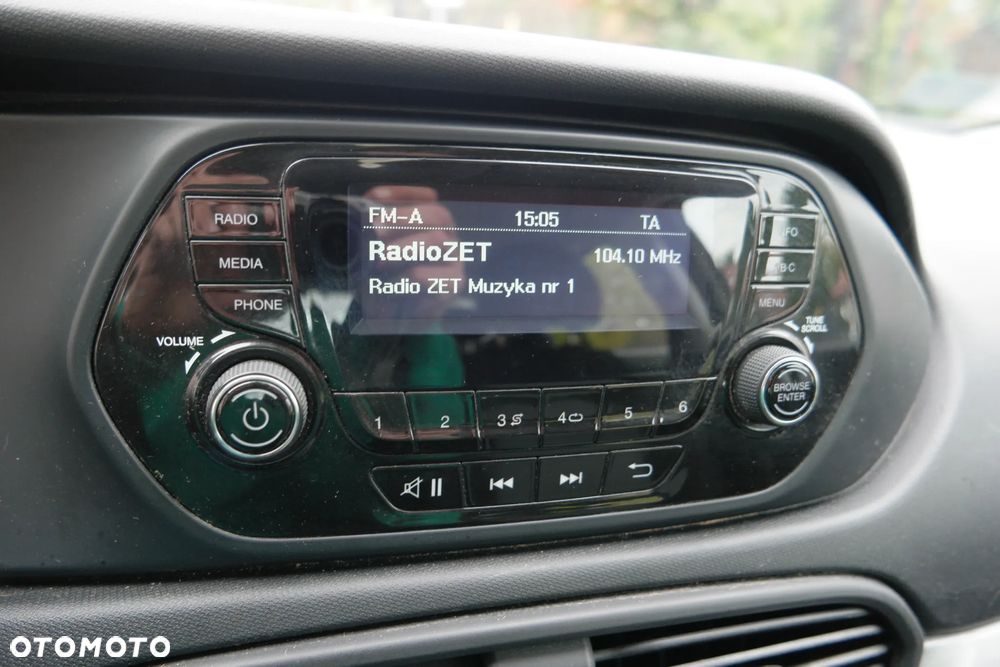 FM-A 15:05 TA
RadioZET 104.10 MHz
Radio ZET Muzyka nr 1
RADIO
MEDIA
PHONE
VOLUME
MENU
TUNE
SCROLL
BROWSE
ENTER
1 2 3 4 5 6
OTOMOTO